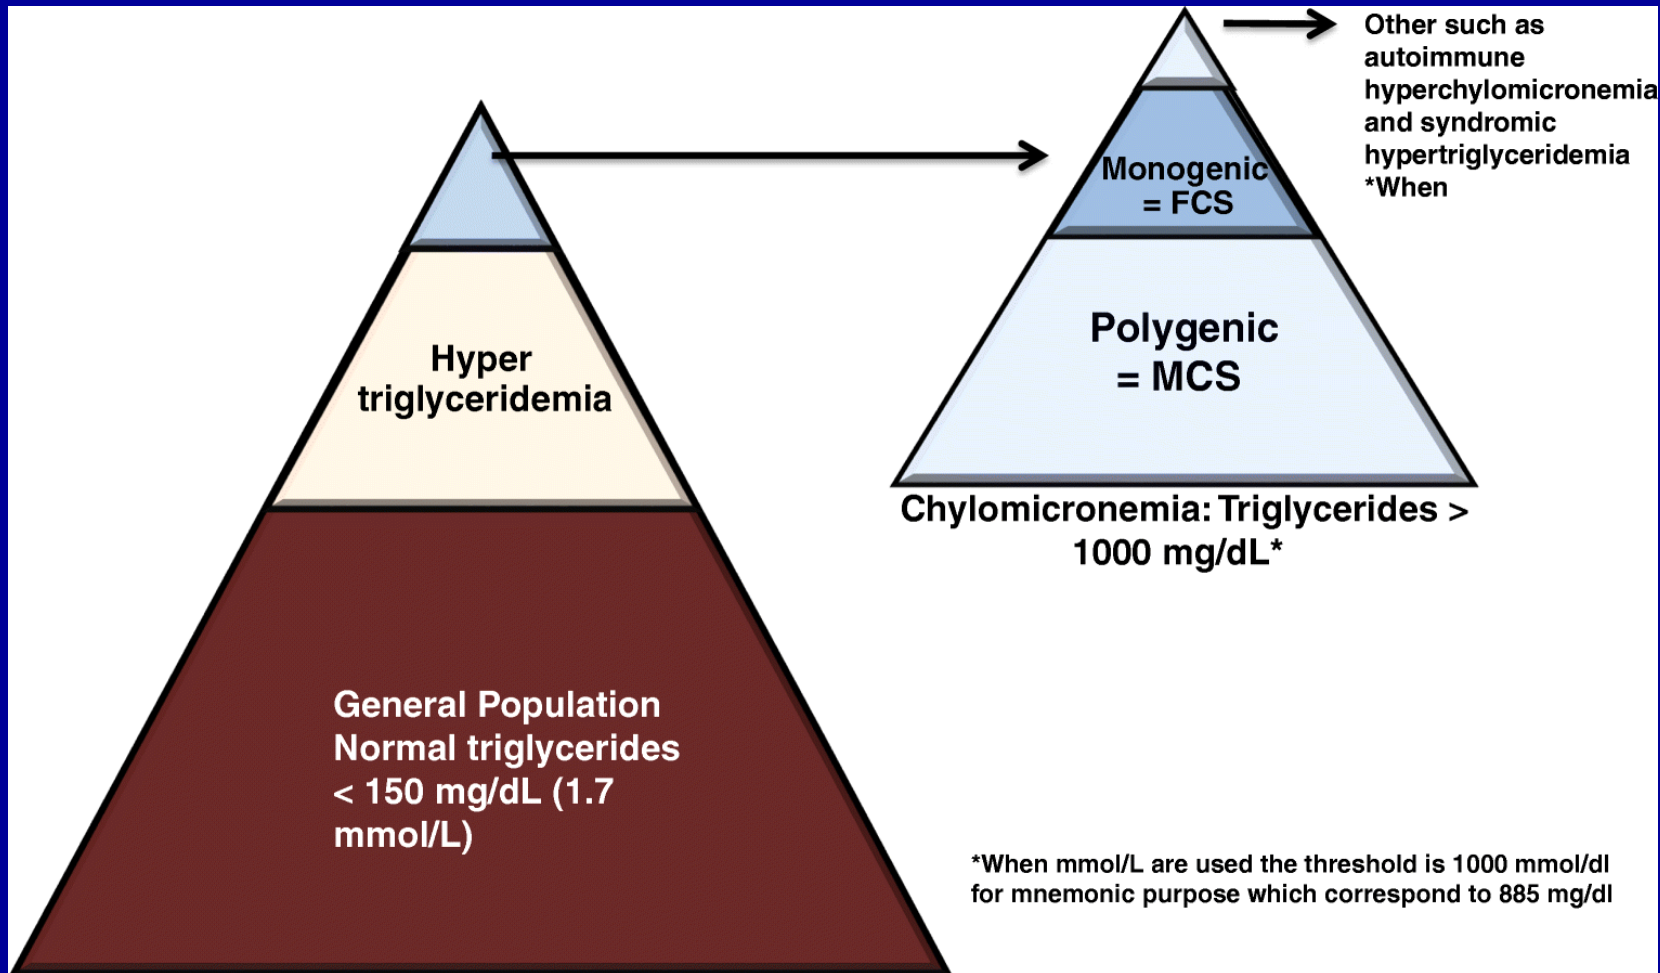 Other such as
autoimmune
hyperchylomicronemia
and syndromic
hypertriglyceridemia
*When
Monogenic
= FCS
Polygenic
= MCS
Chylomicronemia: Triglycerides >
1000 mg/dL*
Hyper
triglyceridemia
General Population
Normal triglycerides
< 150 mg/dL (1.7
mmol/L)
*When mmol/L are used the threshold is 1000 mmol/dl
for mnemonic purpose which correspond to 885 mg/dl